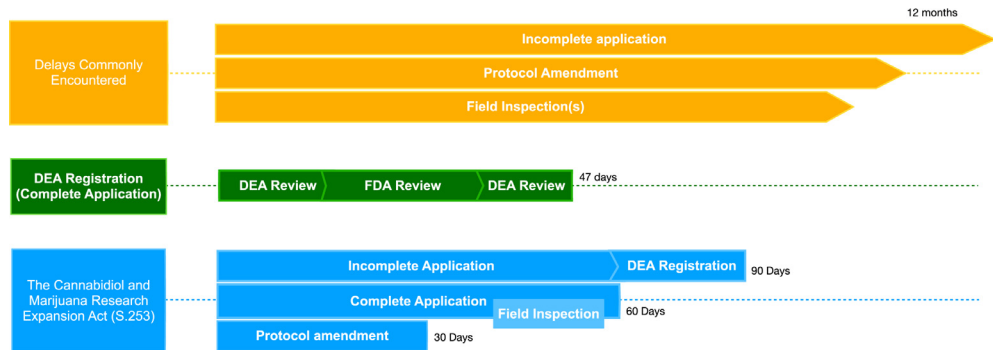 12 months
Delays Commonly
Encountered
Incomplete application
Protocol Amendment
Field Inspection(s)
DEA Registration
(Complete Application)
DEA Review
FDA Review
DEA Review
47 days
The Cannabidiol and
Marijuana Research
Expansion Act (S.253)
Incomplete Application
DEA Registration
90 Days
Complete Application
Field Inspection
60 Days
Protocol amendment
30 Days